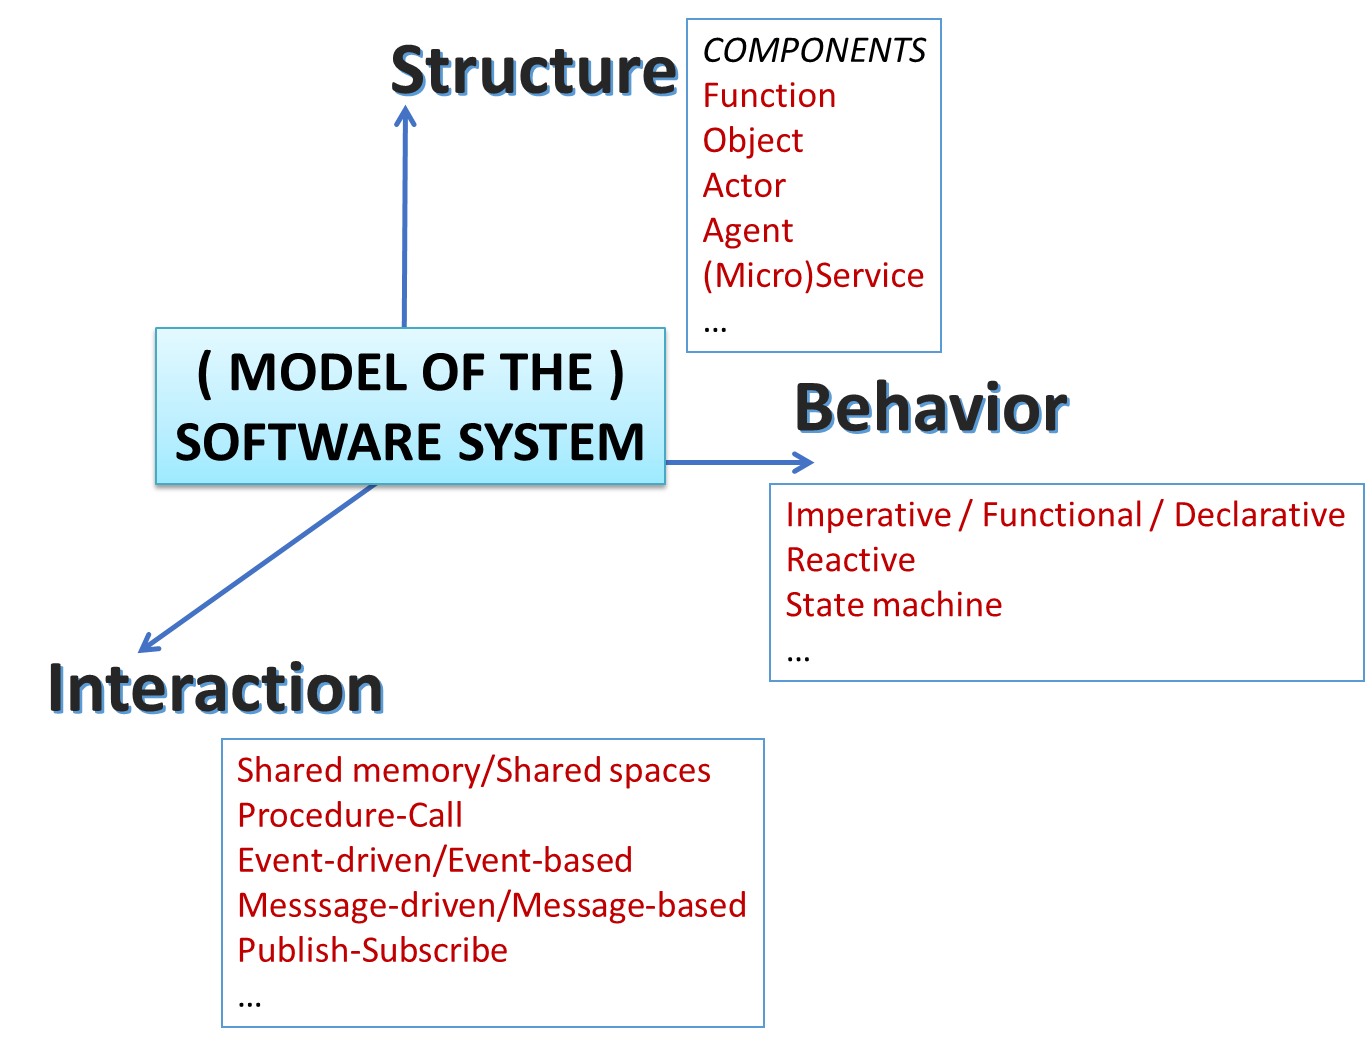 Structure
COMPONENTS
Function
Object
Actor
Agent
(Micro)Service
...
( MODEL OF THE )
SOFTWARE SYSTEM
Behavior
Imperative / Functional / Declarative
Reactive
State machine
...
Interaction
Shared memory/Shared spaces
Procedure-Call
Event-driven/Event-based
Messsage-driven/Message-based
Publish-Subscribe
...